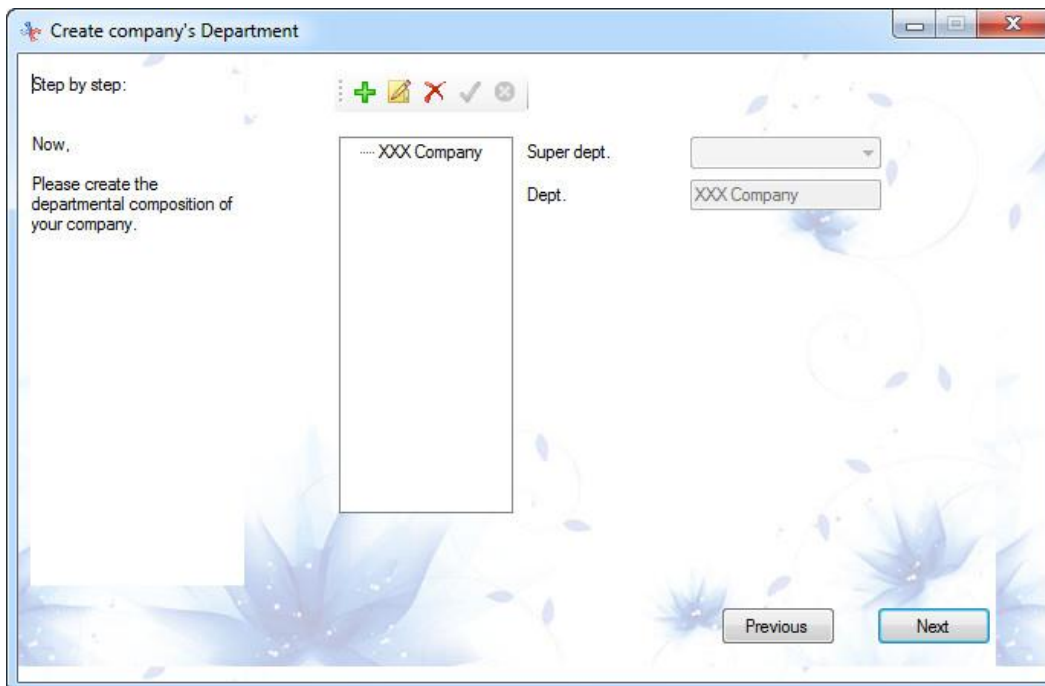 Create company's Department
Step by step:
Now,
Please create the
departmental composition of
your company.
XXX Company
Super dept.
Dept.
XXX Company
Previous
Next